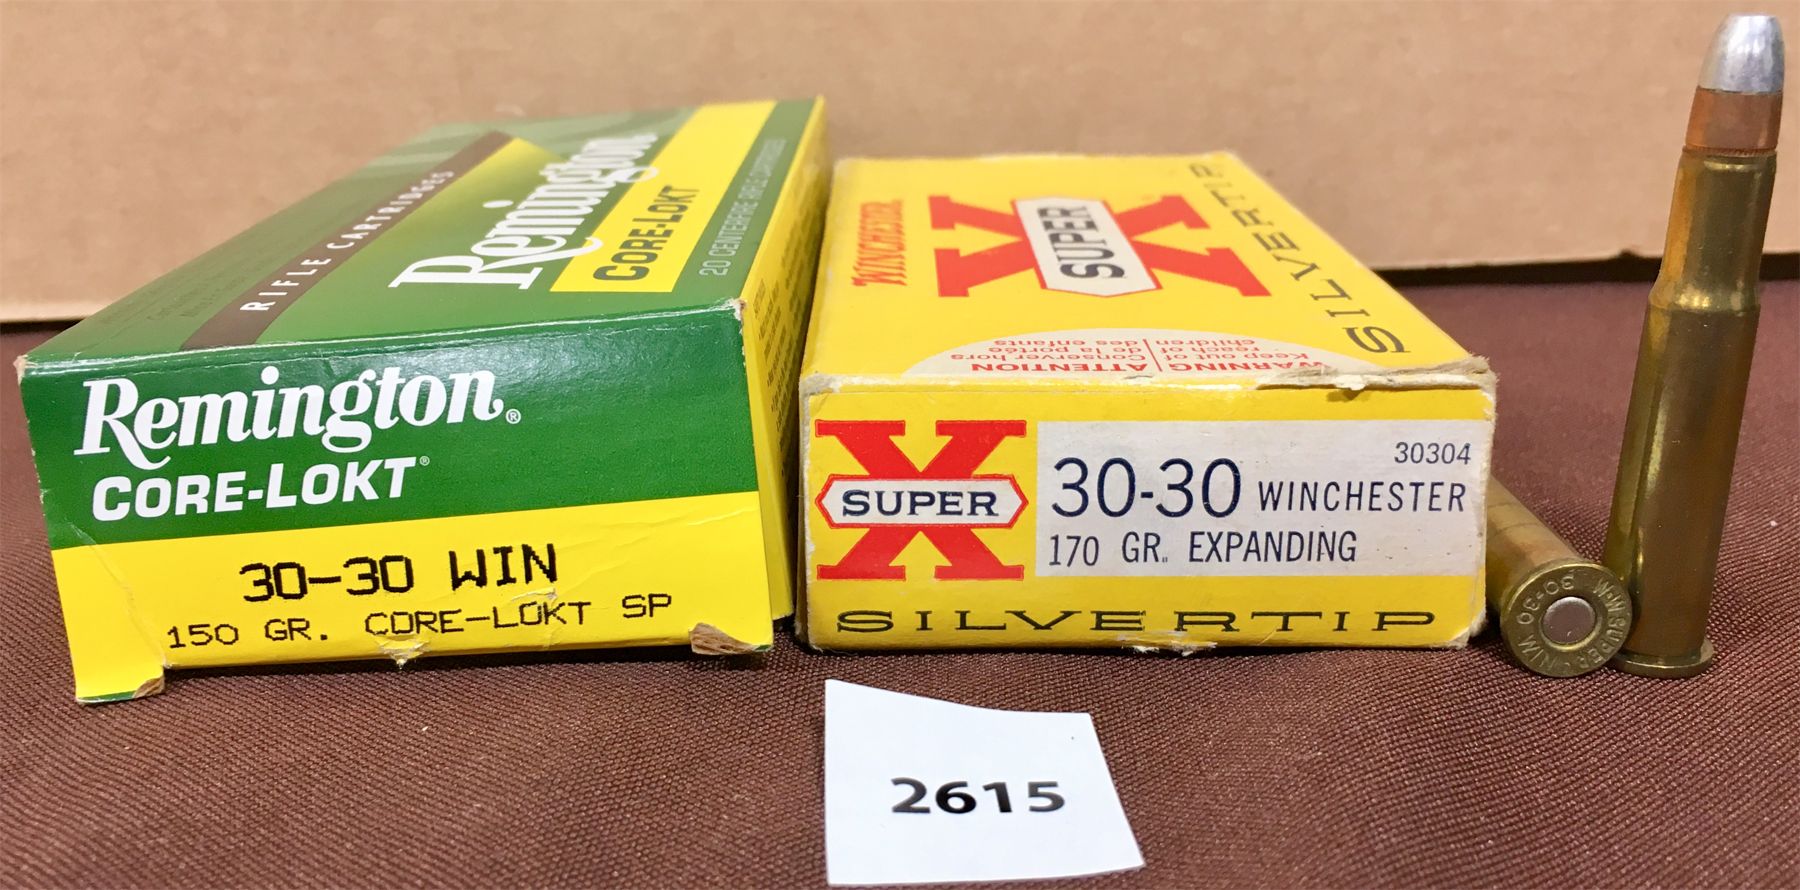 RIFLE CARTRIDGES
Remington
CORE-LOKT
20 CENTERFIRE RIFLE CARTRIDGES
Remington®
CORE-LOKT®
30-30 WIN
150 GR. CORE-LOKT SP
WINCHESTER
SUPER X
SILVERTIP
WARNING
Keep out of
reach of
children
ATTENTION
Conserver hors
de la portée
des enfants
SUPER X
30304
30-30 WINCHESTER
170 GR. EXPANDING
SILVERTIP
W-W SUPER
30-30 WIN
2615